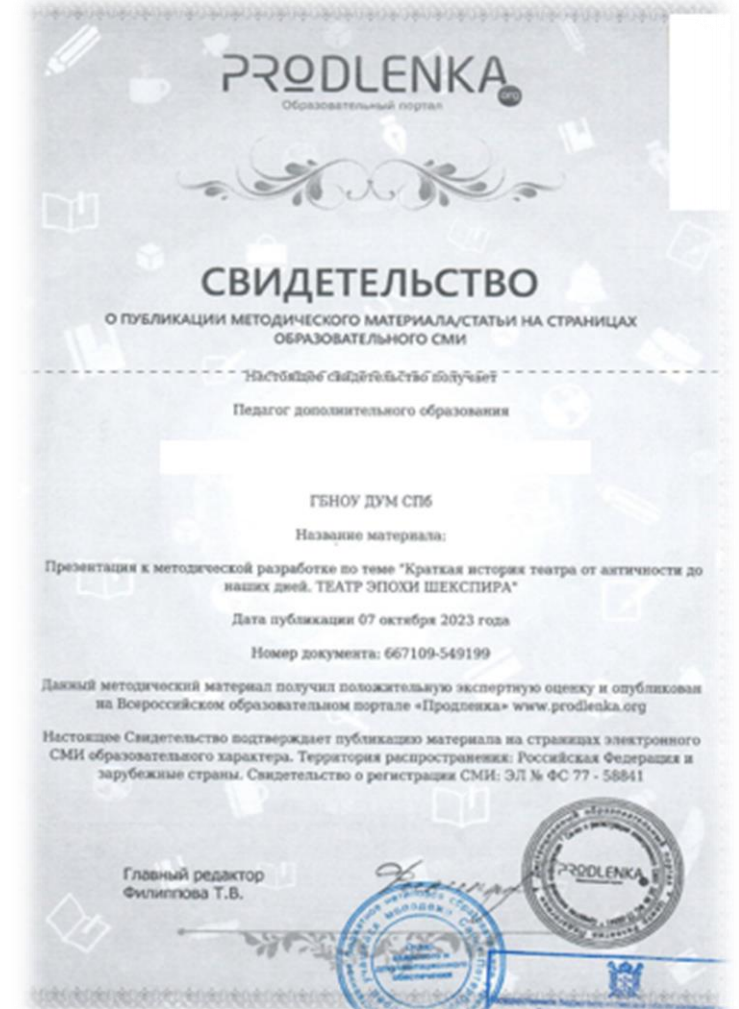 PRODLENKA.org
Образовательный портал
СВИДЕТЕЛЬСТВО
О ПУБЛИКАЦИИ МЕТОДИЧЕСКОГО МАТЕРИАЛА/СТАТЬИ НА СТРАНИЦАХ
ОБРАЗОВАТЕЛЬНОГО СМИ
Настоящее свидетельство получает
Педагог дополнительного образования
ГБНОУ ДУМ СПб
Название материала:
Презентация к методической разработке по теме "Краткая история театра от античности до
наших дней. ТЕАТР ЭПОХИ ШЕКСПИРА"
Дата публикации 07 октября 2023 года
Номер документа: 667109-549199
Данный методический материал получил положительную экспертную оценку и опубликован
на Всероссийском образовательном портале «Продленка» www.prodlenka.org
Настоящее Свидетельство подтверждает публикацию материала на страницах электронного
СМИ образовательного характера. Территория распространения: Российская Федерация и
зарубежные страны. Свидетельство о регистрации СМИ: ЭЛ № ФС 77 - 58841
Главный редактор
Филиппова Т.В.
PRODLENKA